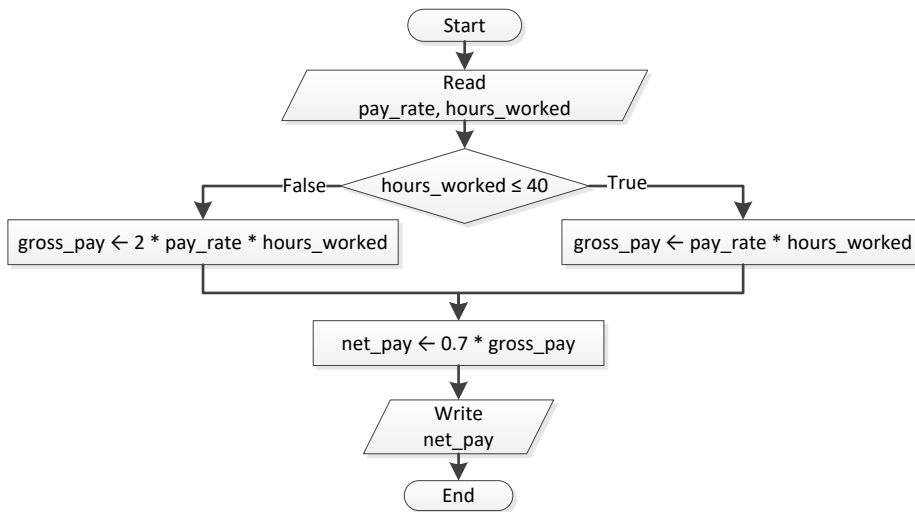 Start
Read
pay_rate, hours_worked
hours_worked ≤ 40
False
True
gross_pay ← 2 * pay_rate * hours_worked
gross_pay ← pay_rate * hours_worked
net_pay ← 0.7 * gross_pay
Write
net_pay
End